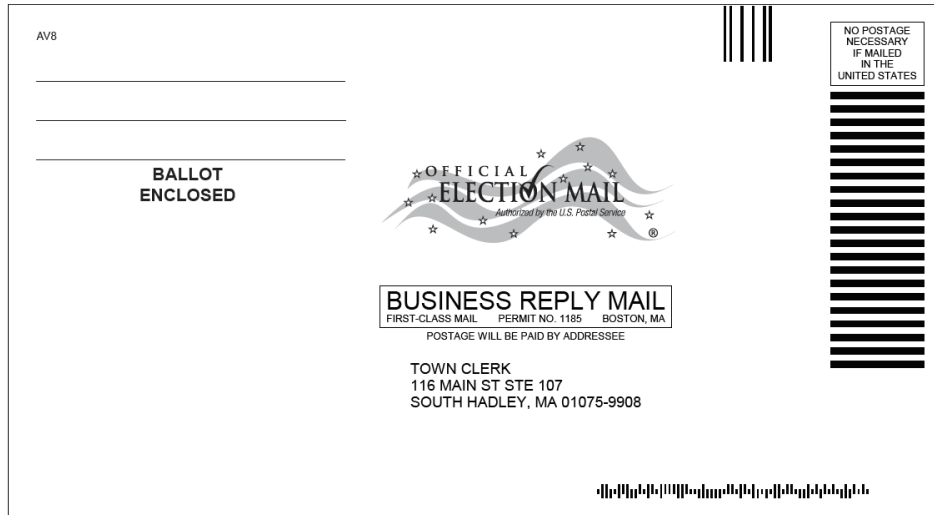 AV8
NO POSTAGE
NECESSARY
IF MAILED
IN THE
UNITED STATES
BALLOT
ENCLOSED
OFFICIAL
ELECTION MAIL
Authorized by the U.S. Postal Service
®
BUSINESS REPLY MAIL
FIRST-CLASS MAIL PERMIT NO. 1185 BOSTON, MA
POSTAGE WILL BE PAID BY ADDRESSEE
TOWN CLERK
116 MAIN ST STE 107
SOUTH HADLEY, MA 01075-9908